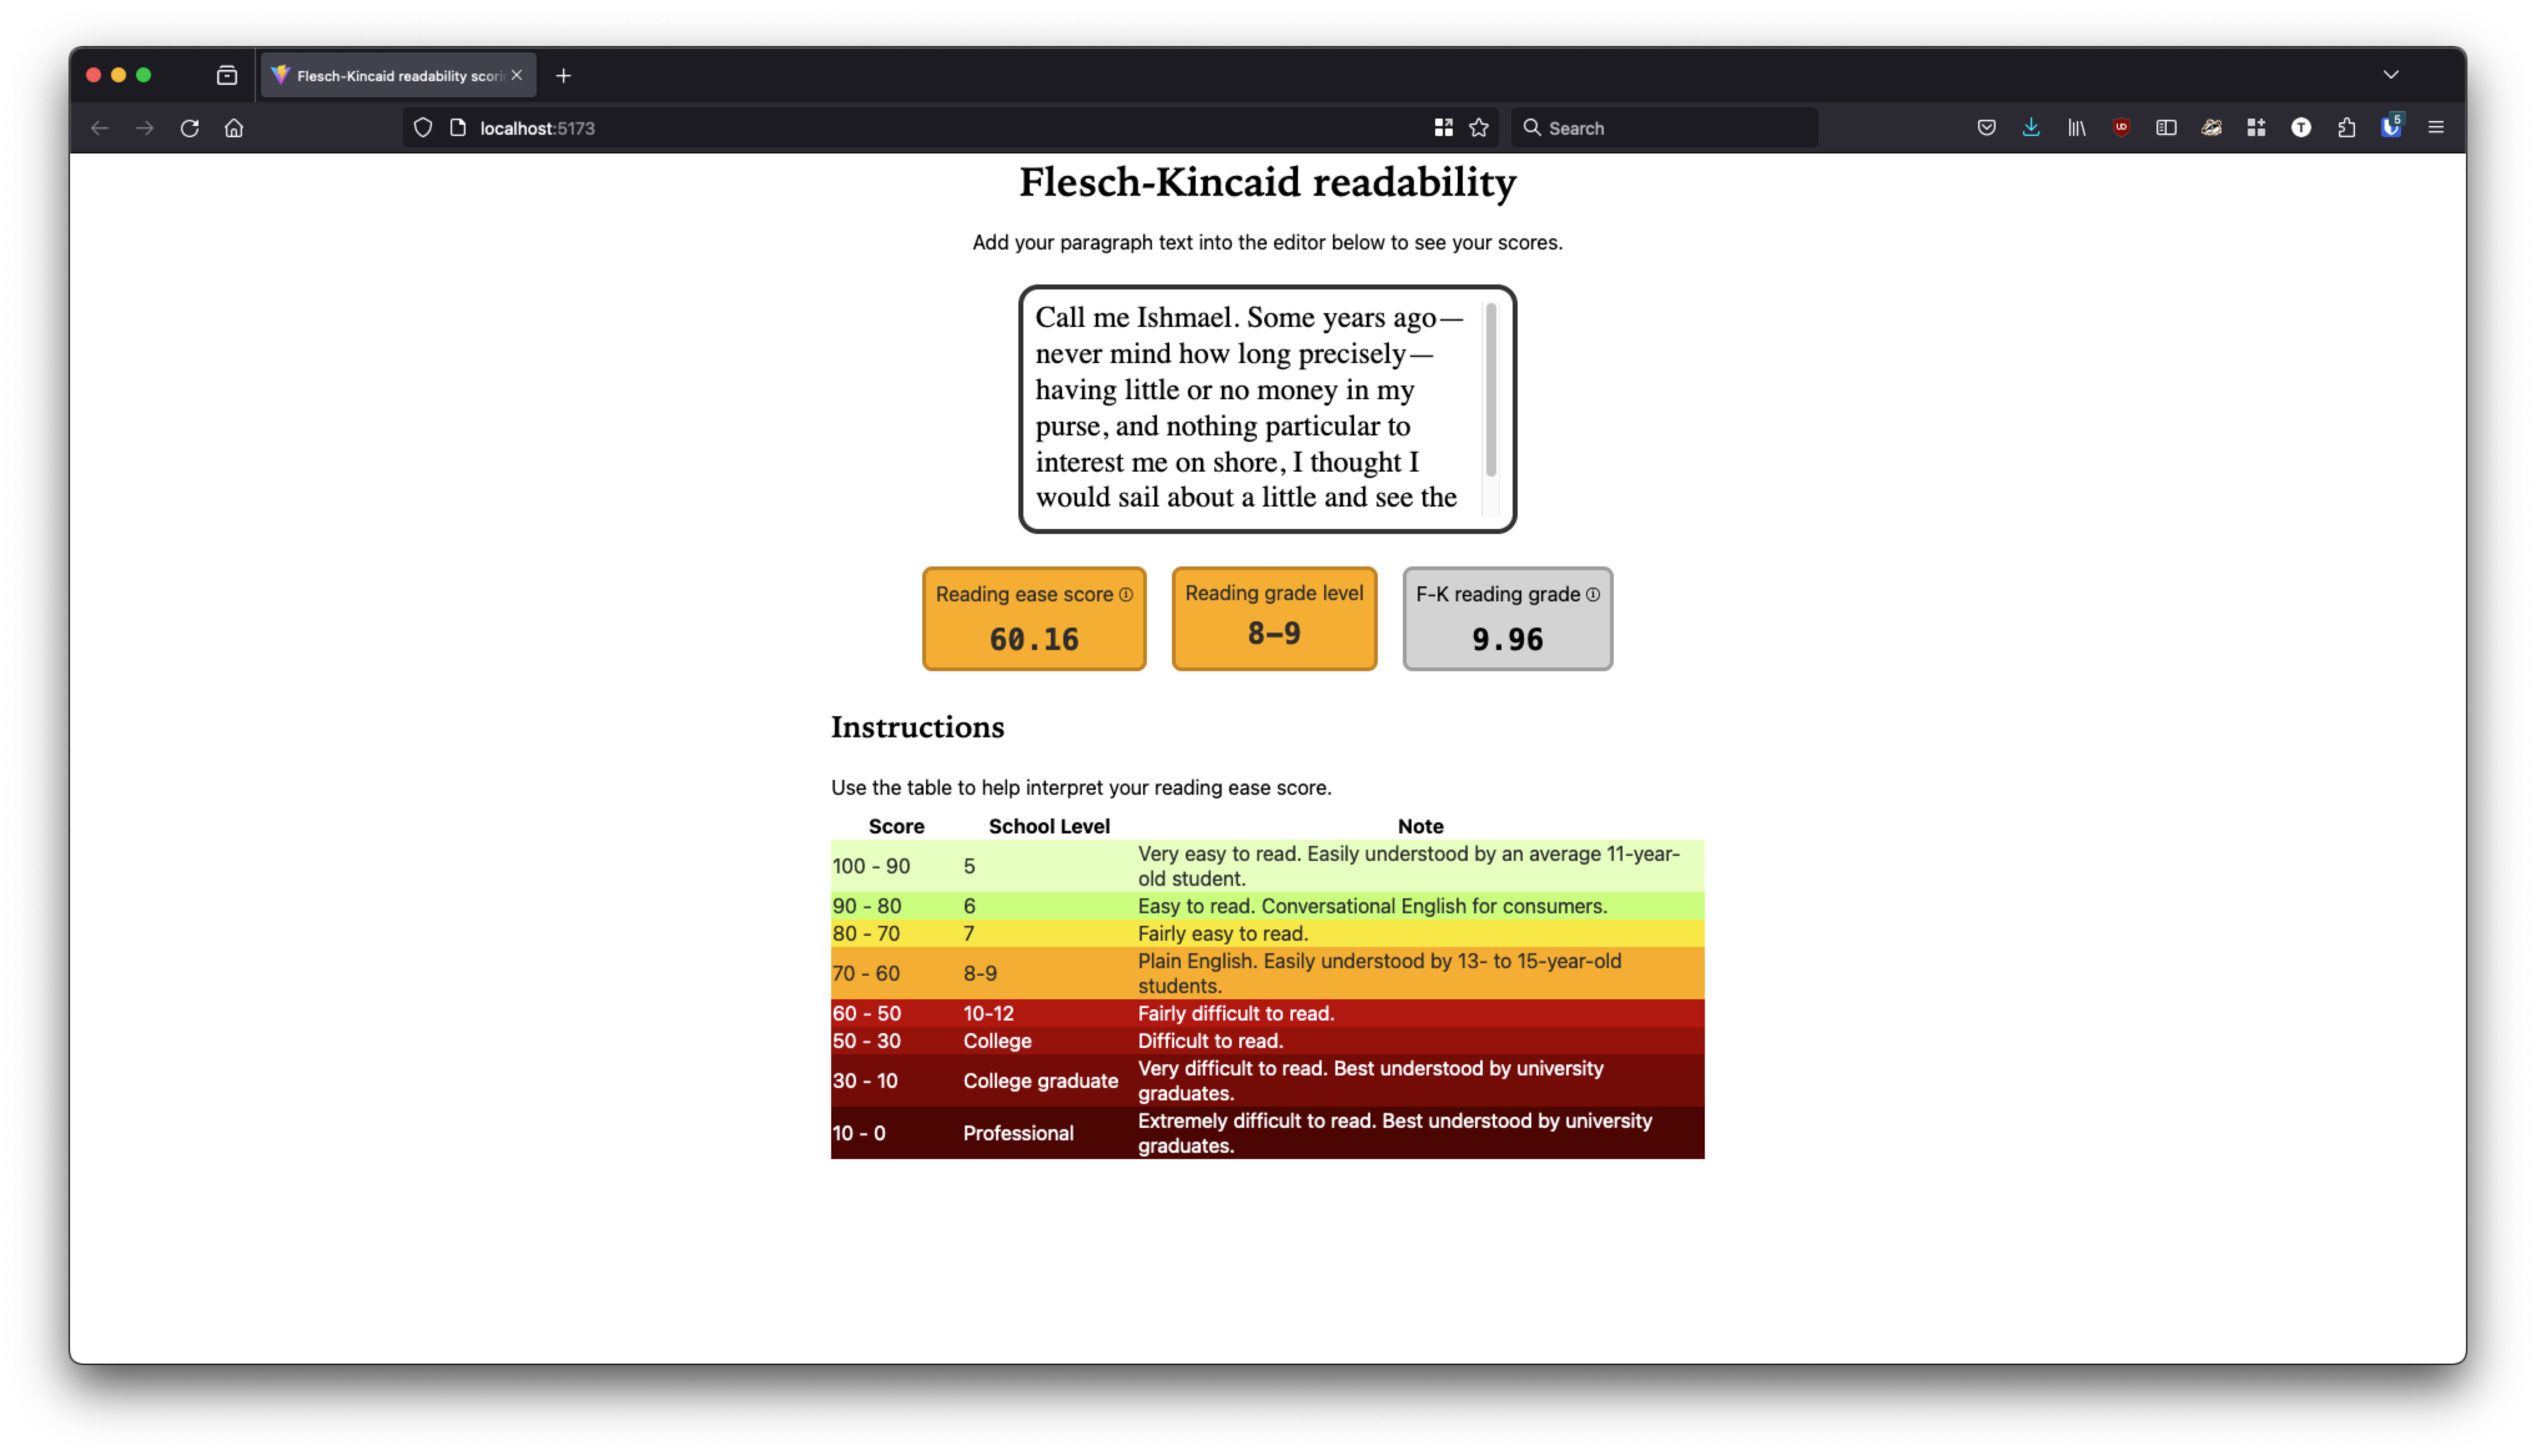 Flesch-Kincaid readability scori
localhost:5173
Search
5
Flesch-Kincaid readability
Add your paragraph text into the editor below to see your scores.
Call me Ishmael. Some years ago—
never mind how long precisely—
having little or no money in my
purse, and nothing particular to
interest me on shore, I thought I
would sail about a little and see the
Reading ease score ⓘ
60.16
Reading grade level
8–9
F-K reading grade ⓘ
9.96
Instructions
Use the table to help interpret your reading ease score.
Score School Level Note
100 - 90 5 Very easy to read. Easily understood by an average 11-year-
old student.
90 - 80 6 Easy to read. Conversational English for consumers.
80 - 70 7 Fairly easy to read.
70 - 60 8-9 Plain English. Easily understood by 13- to 15-year-old
students.
60 - 50 10-12 Fairly difficult to read.
50 - 30 College Difficult to read.
30 - 10 College graduate Very difficult to read. Best understood by university
graduates.
10 - 0 Professional Extremely difficult to read. Best understood by university
graduates.